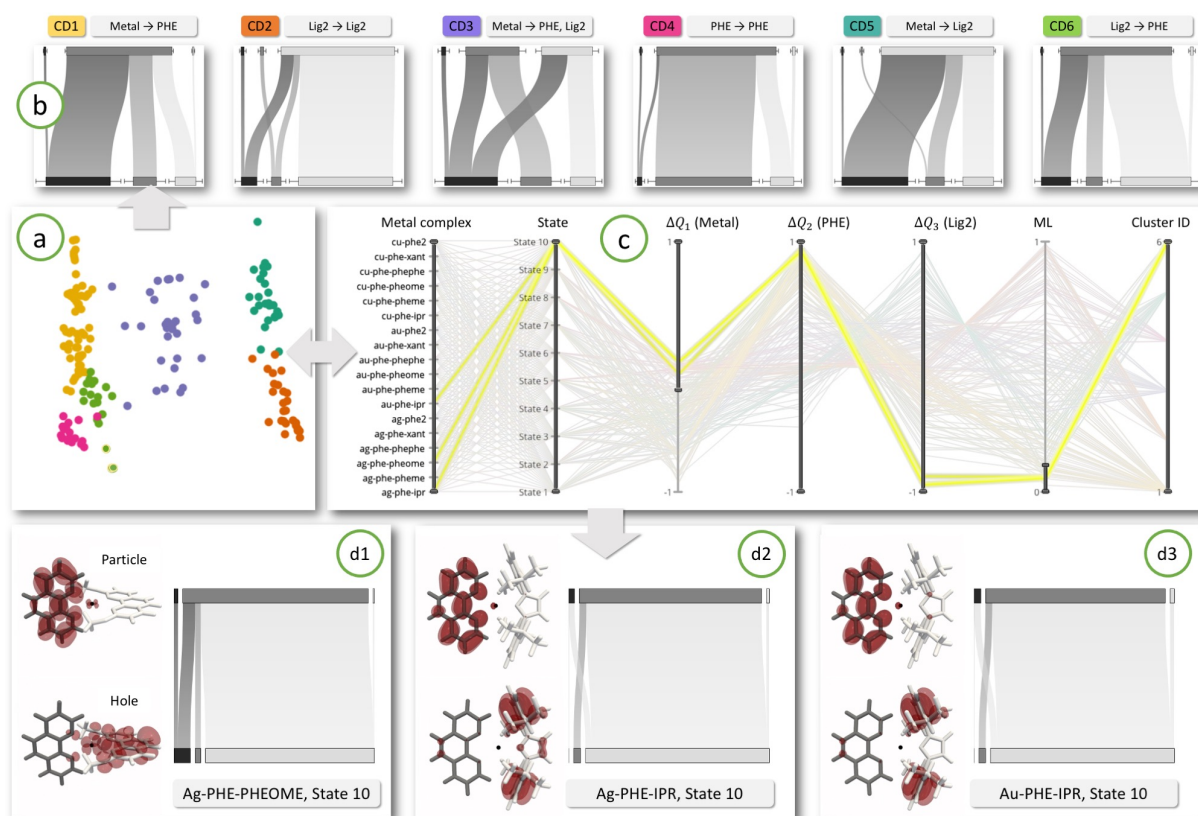 CD1 Metal → PHE
CD2 Lig2 → Lig2
CD3 Metal → PHE, Lig2
CD4 PHE → PHE
CD5 Metal → Lig2
CD6 Lig2 → PHE
b
a
c
Metal complex
State
ΔQ1 (Metal)
ΔQ2 (PHE)
ΔQ3 (Lig2)
ML
Cluster ID
cu-phe2
cu-phe-xant
cu-phe-phephe
cu-phe-pheome
cu-phe-pheme
cu-phe-ipr
au-phe2
au-phe-xant
au-phe-phephe
au-phe-pheome
au-phe-pheme
au-phe-ipr
ag-phe2
ag-phe-xant
ag-phe-phephe
ag-phe-pheome
ag-phe-pheme
ag-phe-ipr
State 10
State 9
State 8
State 7
State 6
State 5
State 4
State 3
State 2
State 1
1
-1
1
-1
1
-1
1
0
6
1
d1
Particle
Hole
Ag-PHE-PHEOME, State 10
d2
Ag-PHE-IPR, State 10
d3
Au-PHE-IPR, State 10